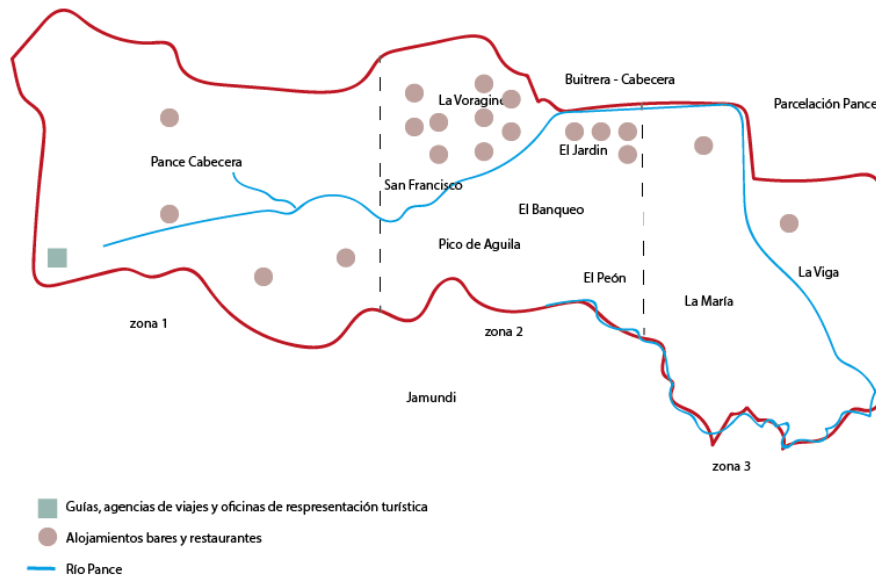 Buitrera - Cabecera
La Voragine
Parcelación Pance
El Jardin
Pance Cabecera
San Francisco
El Banqueo
Pico de Aguila
El Peón
La Viga
La María
zona 1
zona 2
Jamundi
zona 3
Guías, agencias de viajes y oficinas de respresentación turística
Alojamientos bares y restaurantes
Río Pance